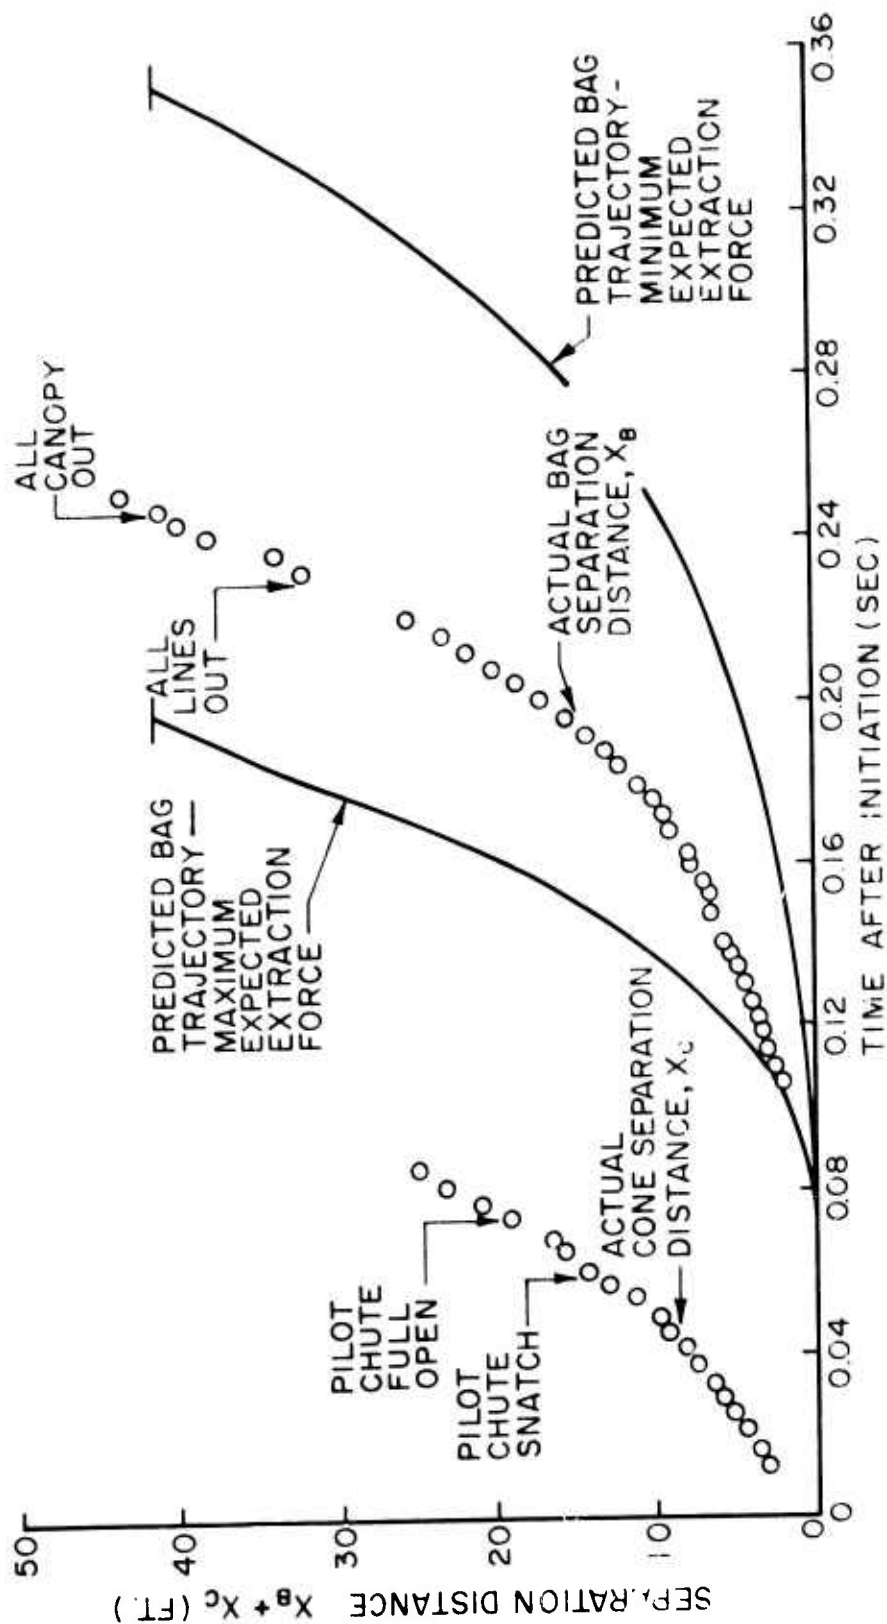 50
40
30
20
10
0
SEPARATION DISTANCE X_B + X_C (FT.)
0
0.04
0.08
0.12
0.16
0.20
0.24
0.28
0.32
0.36
TIME AFTER INITIATION (SEC)
PILOT
CHUTE
FULL
OPEN
PILOT
CHUTE
SNATCH
ACTUAL
CONE SEPARATION
DISTANCE, X_C
PREDICTED BAG
TRAJECTORY—
MAXIMUM
EXPECTED
EXTRACTION
FORCE
ALL
LINES
OUT
ALL
CANOPY
OUT
ACTUAL BAG
SEPARATION
DISTANCE, X_B
PREDICTED BAG
TRAJECTORY-
MINIMUM
EXPECTED
EXTRACTION
FORCE